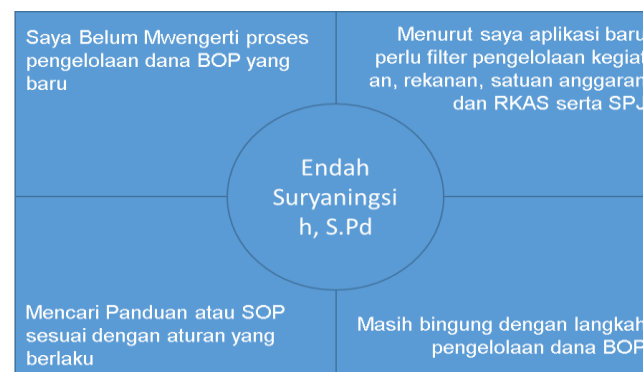 Saya Belum Mwengerti proses
pengelolaan dana BOP yang
baru
Menurut saya aplikasi baru
perlu filter pengelolaan kegiat
an, rekanan, satuan anggaran
dan RKAS serta SPJ
Endah
Suryaningsi
h, S.Pd
Mencari Panduan atau SOP
sesuai dengan aturan yang
berlaku
Masih bingung dengan langkah
pengelolaan dana BOP